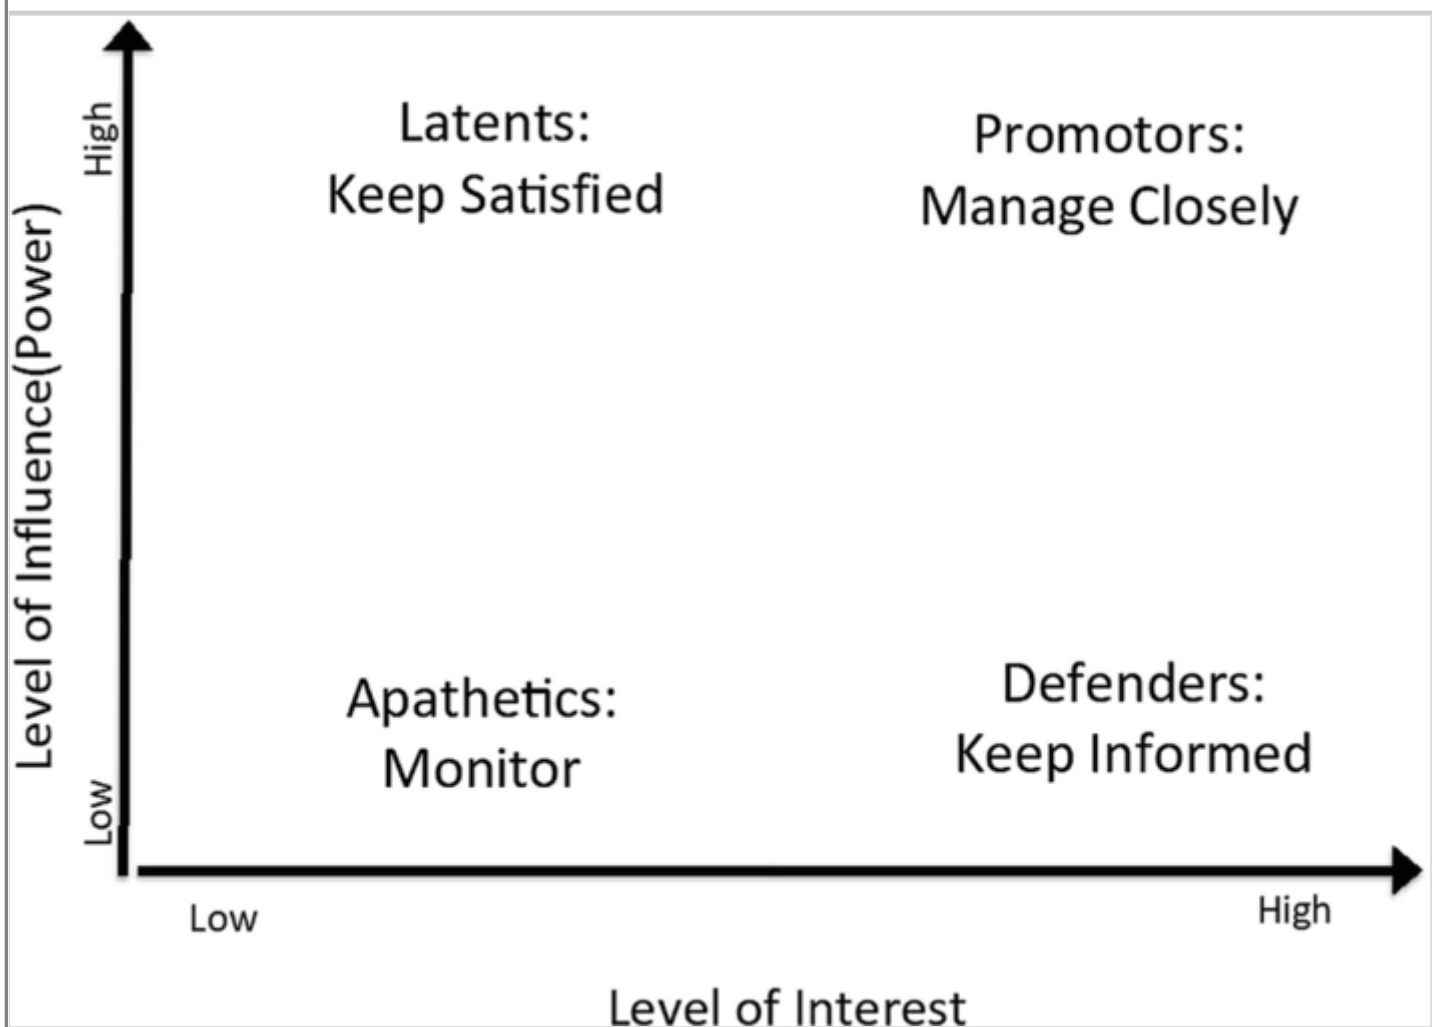 High
Latents:
Keep Satisfied
Promotors:
Manage Closely
Level of Influence(Power)
Apathetics:
Monitor
Defenders:
Keep Informed
Low
Low
High
Level of Interest